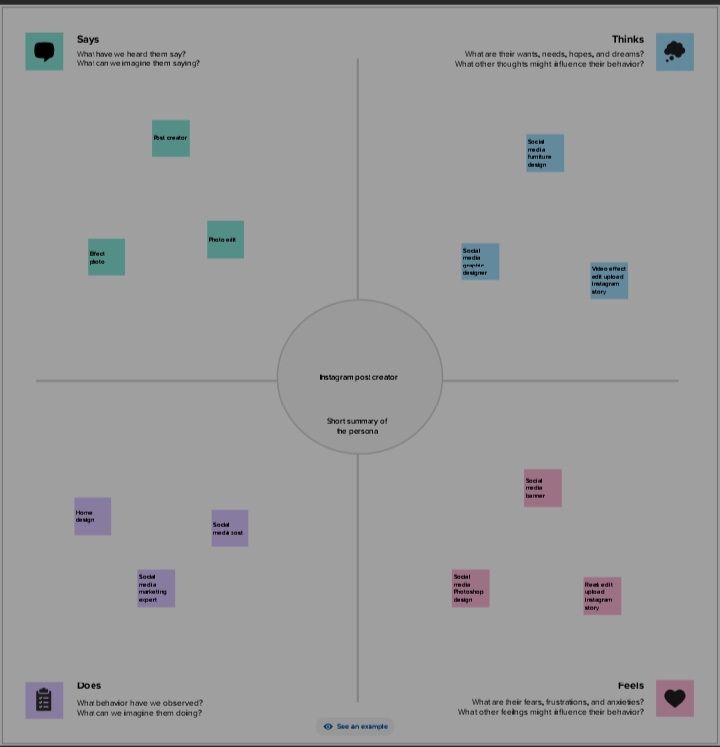 Says
What have we heard them say?
What can we imagine them saying?
Thinks
What are their wants, needs, hopes, and dreams?
What other thoughts might influence their behavior?
Post creator
Photo edit
Effect
photo
Social
media
furniture
design
Social
media
graphic
designer
Video effect
edit upload
instagram
story
Instagram post creator
Short summary of
the persona
Home
design
Social
media post
Social
media
marketing
expert
Social
media
banner
Social
media
Photoshop
design
Reels edit
upload
instagram
story
Does
What behavior have we observed?
What can we imagine them doing?
Feels
What are their fears, frustrations, and anxieties?
What other feelings might influence their behavior?
See an example